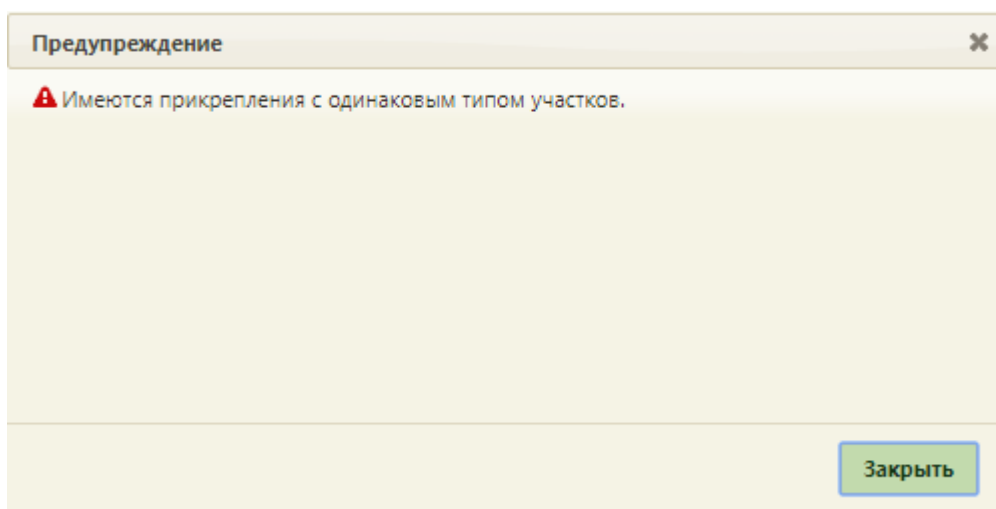 Предупреждение
Имеются прикрепления с одинаковым типом участков.
Закрыть